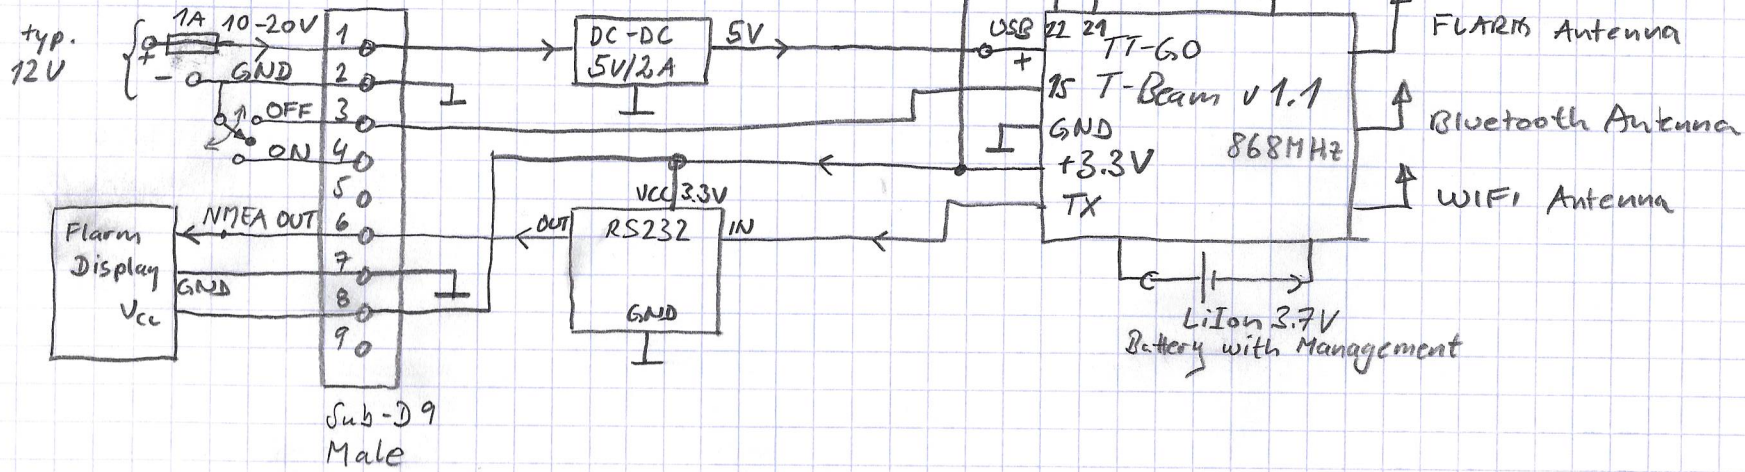 typ.
12V
1A 10-20V
+
- GND
OFF
ON
1
2
3
4
5
6
7
8
9
DC-DC
5V/2A
5V
USB
+
22 21
TT-GO
15 T-Beam v1.1
GND
868MHz
+3.3V
TX
FLARM Antenna
Bluetooth Antenna
WIFI Antenna
NMEA OUT
Flarm
Display
GND
Vcc
VCC 3.3V
OUT RS232 IN
GND
LiIon 3.7V
Battery with Management
Sub-D9
Male